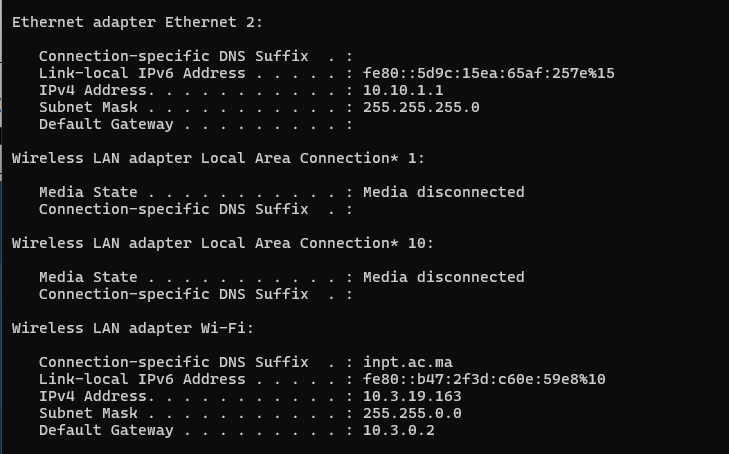 Ethernet adapter Ethernet 2:
Connection-specific DNS Suffix  . :
Link-local IPv6 Address . . . . . : fe80::5d9c:15ea:65af:257e%15
IPv4 Address. . . . . . . . . . . : 10.10.1.1
Subnet Mask . . . . . . . . . . . : 255.255.255.0
Default Gateway . . . . . . . . . :
Wireless LAN adapter Local Area Connection* 1:
Media State . . . . . . . . . . . : Media disconnected
Connection-specific DNS Suffix  . :
Wireless LAN adapter Local Area Connection* 10:
Media State . . . . . . . . . . . : Media disconnected
Connection-specific DNS Suffix  . :
Wireless LAN adapter Wi-Fi:
Connection-specific DNS Suffix  . : inpt.ac.ma
Link-local IPv6 Address . . . . . : fe80::b47:2f3d:c60e:59e8%10
IPv4 Address. . . . . . . . . . . : 10.3.19.163
Subnet Mask . . . . . . . . . . . : 255.255.0.0
Default Gateway . . . . . . . . . : 10.3.0.2